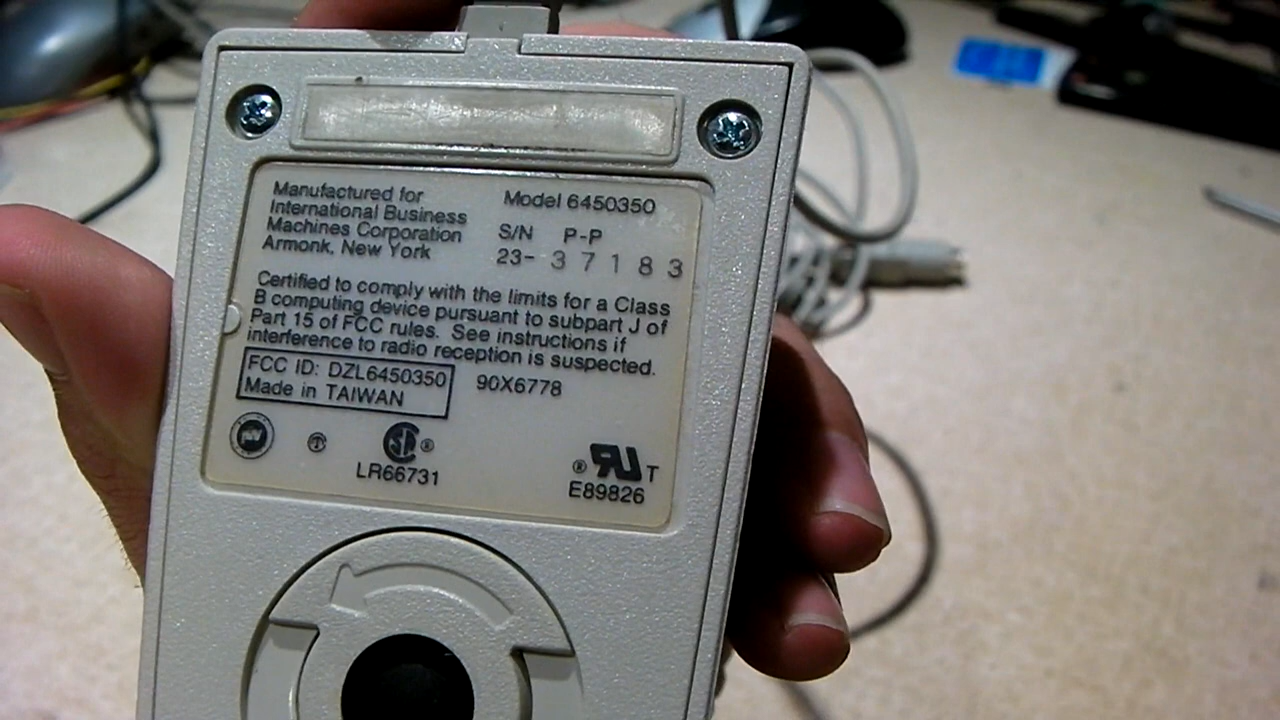 Manufactured for
International Business
Machines Corporation
Armonk, New York
Model 6450350
S/N P-P
23- 37183
Certified to comply with the limits for a Class
B computing device pursuant to subpart J of
Part 15 of FCC rules. See instructions if
interference to radio reception is suspected.
FCC ID: DZL6450350
Made in TAIWAN
90X6778
LR66731
E89826